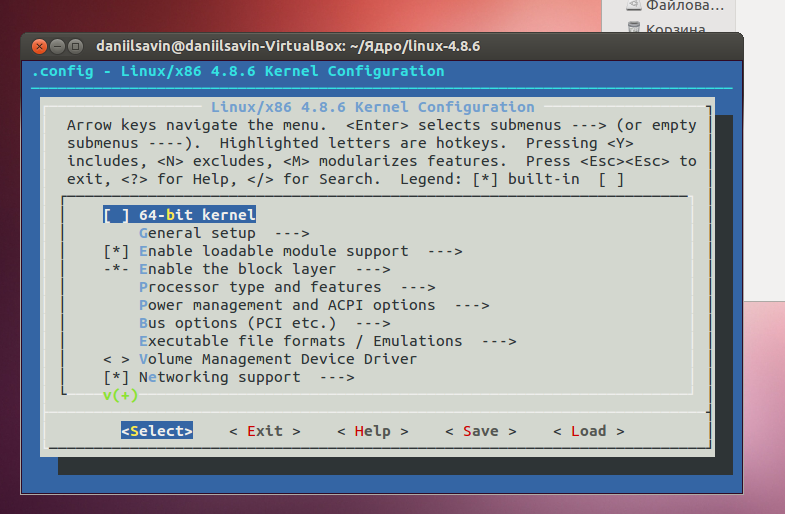 Файлова...
Корзина
daniilsavin@daniilsavin-VirtualBox: ~/Ядро/linux-4.8.6
.config - Linux/x86 4.8.6 Kernel Configuration
Linux/x86 4.8.6 Kernel Configuration
Arrow keys navigate the menu.  <Enter> selects submenus ---> (or empty
submenus ----).  Highlighted letters are hotkeys.  Pressing <Y>
includes, <N> excludes, <M> modularizes features.  Press <Esc><Esc> to
exit, <?> for Help, </> for Search.  Legend: [*] built-in  [ ]
[ ] 64-bit kernel
General setup  --->
[*] Enable loadable module support  --->
-*- Enable the block layer  --->
Processor type and features  --->
Power management and ACPI options  --->
Bus options (PCI etc.)  --->
Executable file formats / Emulations  --->
< > Volume Management Device Driver
[*] Networking support  --->
v(+)
<Select>    < Exit >    < Help >    < Save >    < Load >